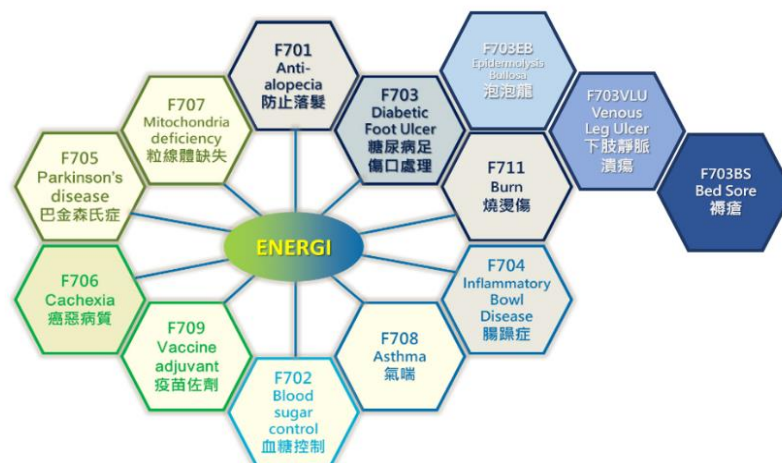 F701
Anti-
alopecia
防止落髮
F703
Diabetic
Foot Ulcer
糖尿病足
傷口處理
F703EB
Epidermolysis
Bullosa
泡泡龍
F703VLU
Venous
Leg Ulcer
下肢靜脈
潰瘍
F703BS
Bed Sore
褥瘡
F707
Mitochondria
deficiency
粒線體缺失
F711
Burn
燒燙傷
F705
Parkinson's
disease
巴金森氏症
ENERGI
F706
Cachexia
癌惡病質
F704
Inflammatory
Bowl
Disease
腸躁症
F709
Vaccine
adjuvant
疫苗佐劑
F708
Asthma
氣喘
F702
Blood
sugar
control
血糖控制